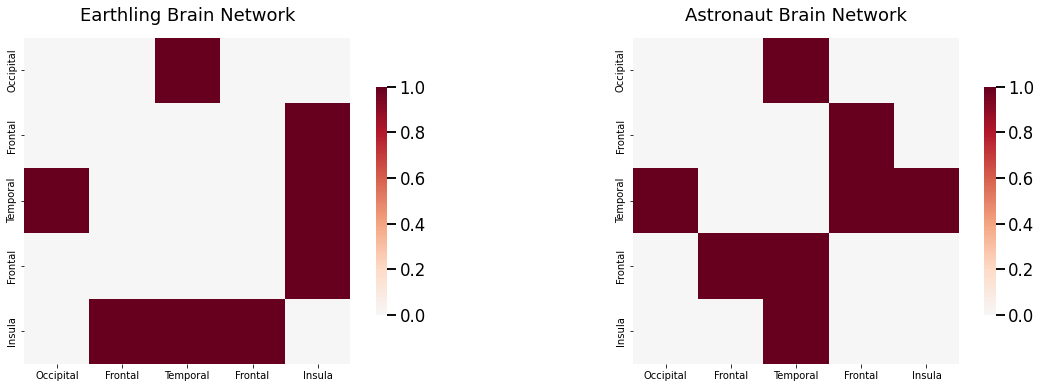 Earthling Brain Network
Astronaut Brain Network
Occipital
Frontal
Temporal
Frontal
Insula
Occipital Frontal Temporal Frontal Insula
1.0
0.8
0.6
0.4
0.2
0.0
Occipital
Frontal
Temporal
Frontal
Insula
Occipital Frontal Temporal Frontal Insula
1.0
0.8
0.6
0.4
0.2
0.0